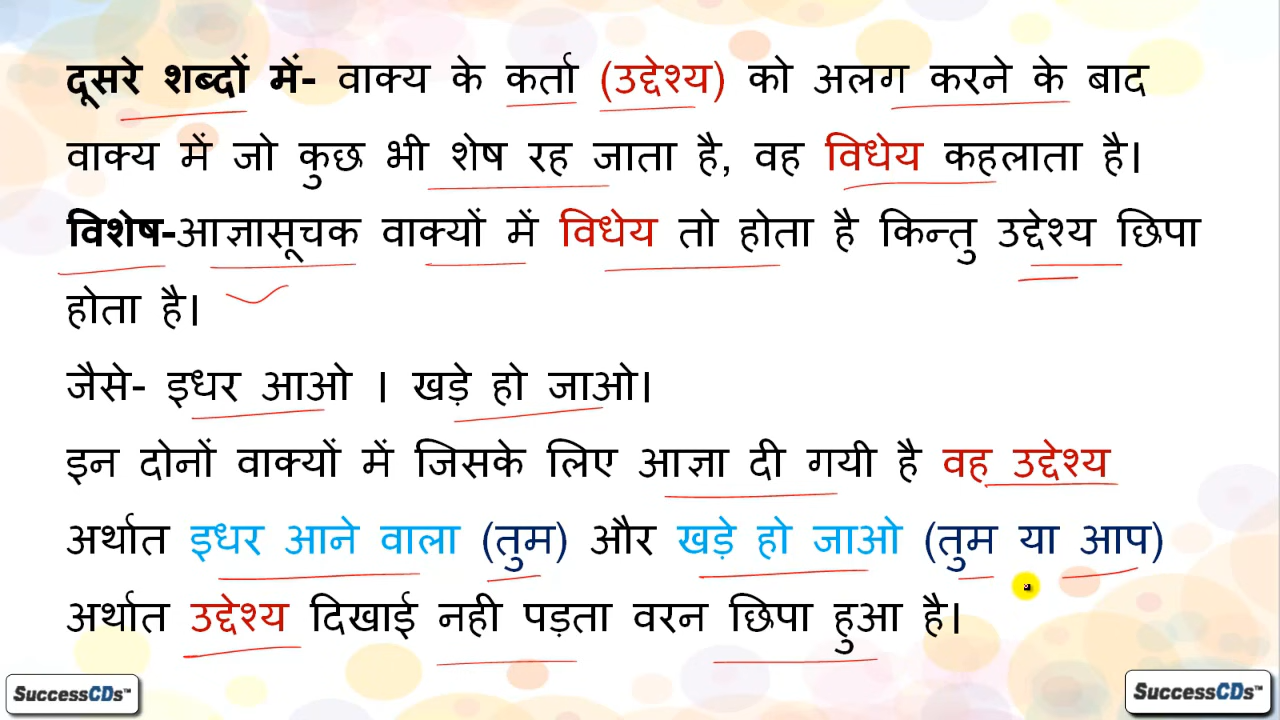 दूसरे शब्दों में- वाक्य के कर्ता (उद्देश्य) को अलग करने के बाद
वाक्य में जो कुछ भी शेष रह जाता है, वह विधेय कहलाता है।
विशेष-आज्ञासूचक वाक्यों में विधेय तो होता है किन्तु उद्देश्य छिपा
होता है।
जैसे- इधर आओ । खड़े हो जाओ।
इन दोनों वाक्यों में जिसके लिए आज्ञा दी गयी है वह उद्देश्य
अर्थात इधर आने वाला (तुम) और खड़े हो जाओ (तुम या आप)
अर्थात उद्देश्य दिखाई नही पड़ता वरन छिपा हुआ है।
SuccessCDs™
SuccessCDs™